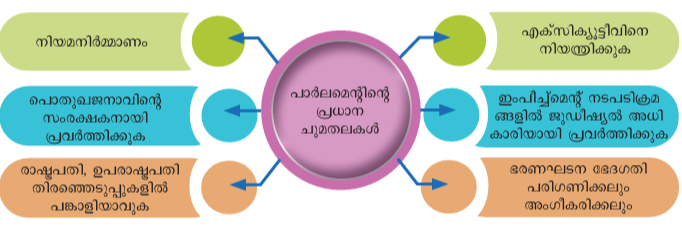 നിയമനിർമ്മാണം
പൊതുഖജനാവിന്റെ
സംരക്ഷകനായി
പ്രവർത്തിക്കുക
രാഷ്ട്രപതി, ഉപരാഷ്ട്രപതി
തിരഞ്ഞെടുപ്പുകളിൽ
പങ്കാളിയാവുക
പാർലമെന്റിന്റെ
പ്രധാന
ചുമതലകൾ
എക്സിക്യൂട്ടീവിനെ
നിയന്ത്രിക്കുക
ഇംപീച്ച്മെന്റ് നടപടിക്രമ
ങ്ങളിൽ ജുഡീഷ്യൽ അധി
കാരിയായി പ്രവർത്തിക്കുക
ഭരണഘടന ഭേദഗതി
പരിഗണിക്കലും
അംഗീകരിക്കലും